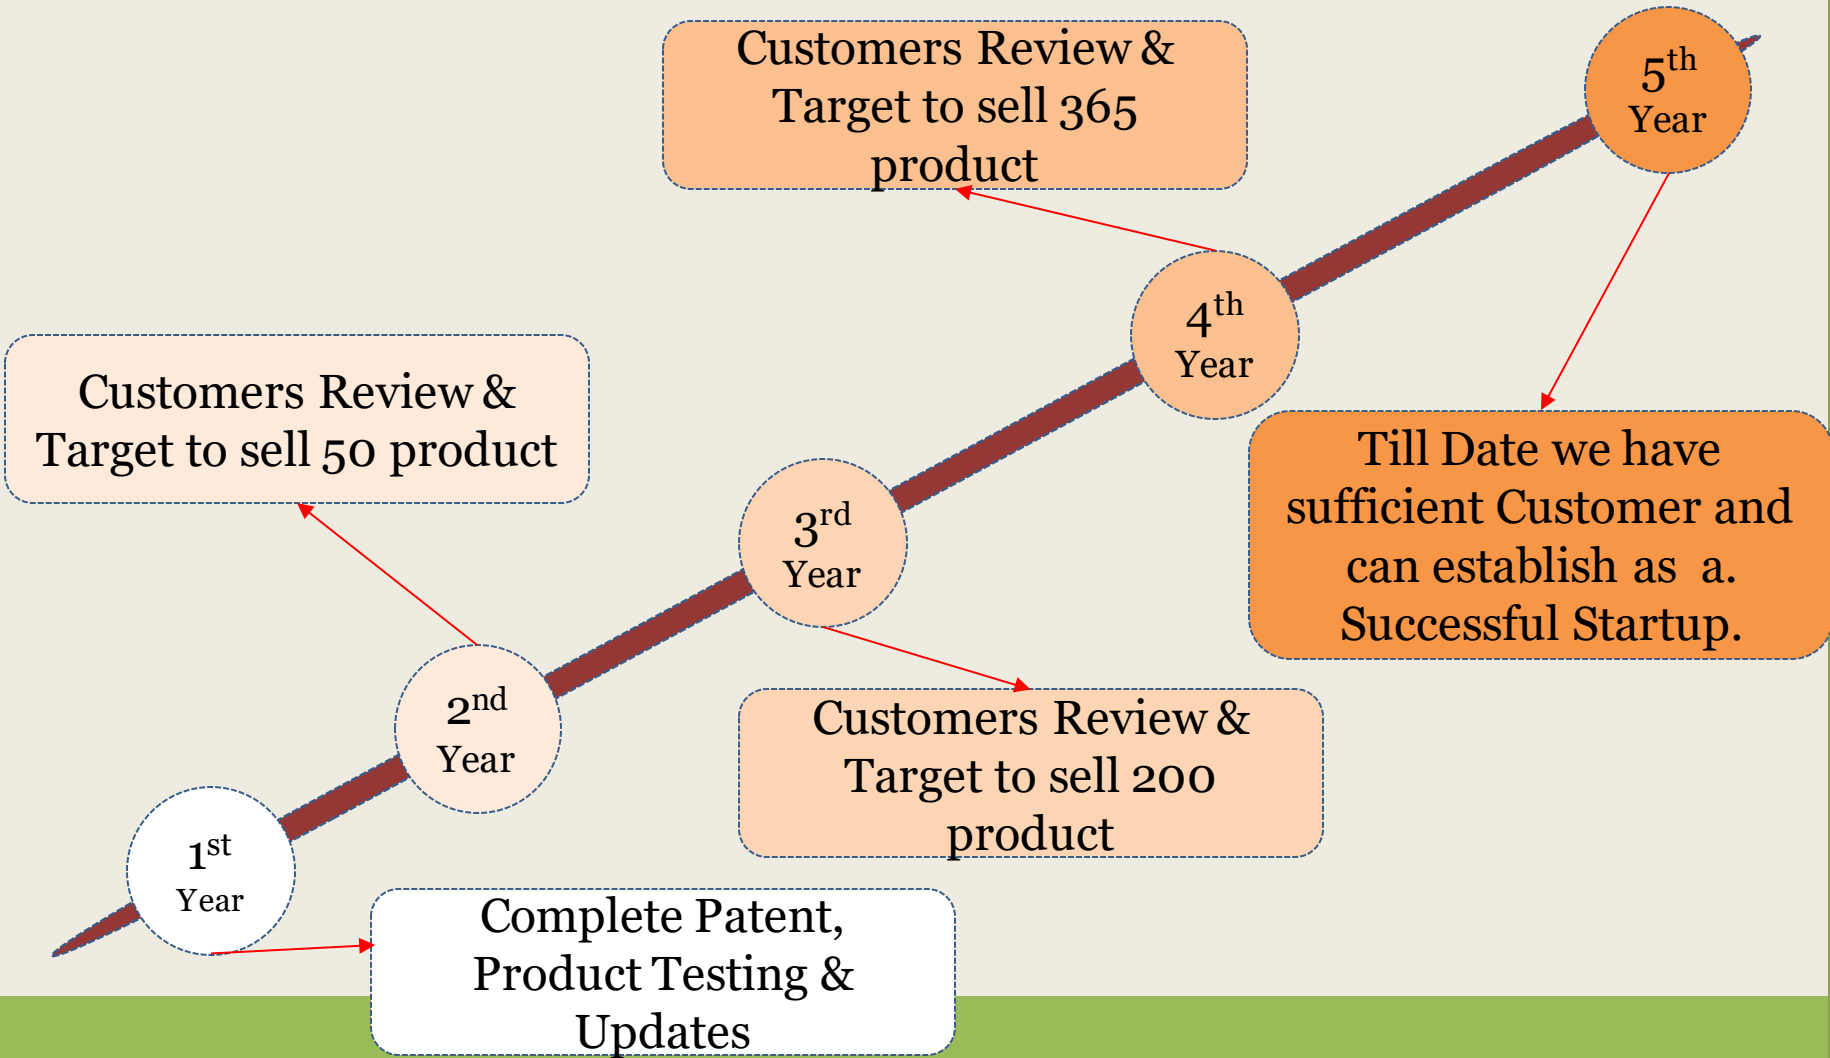 Customers Review &
Target to sell 365
product
5th
Year
4th
Year
Customers Review &
Target to sell 50 product
Till Date we have
sufficient Customer and
can establish as  a.
Successful Startup.
3rd
Year
2nd
Year
Customers Review &
Target to sell 200
product
1st
Year
Complete Patent,
Product Testing &
Updates